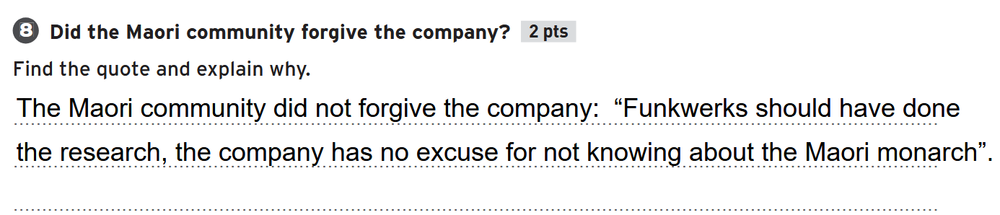 8 Did the Maori community forgive the company? 2 pts
Find the quote and explain why.
The Maori community did not forgive the company:  “Funkwerks should have done
the research, the company has no excuse for not knowing about the Maori monarch”.